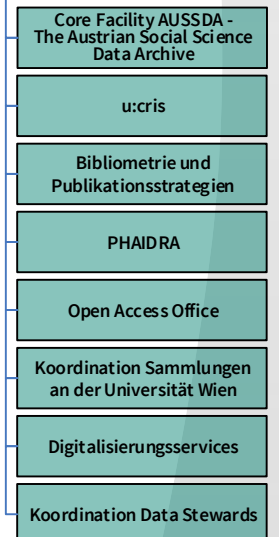 Core Facility AUSSDA -
The Austrian Social Science
Data Archive
u:cris
Bibliometrie und
Publikationsstrategien
PHAIDRA
Open Access Office
Koordination Sammlungen
an der Universität Wien
Digitalisierungsservices
Koordination Data Stewards